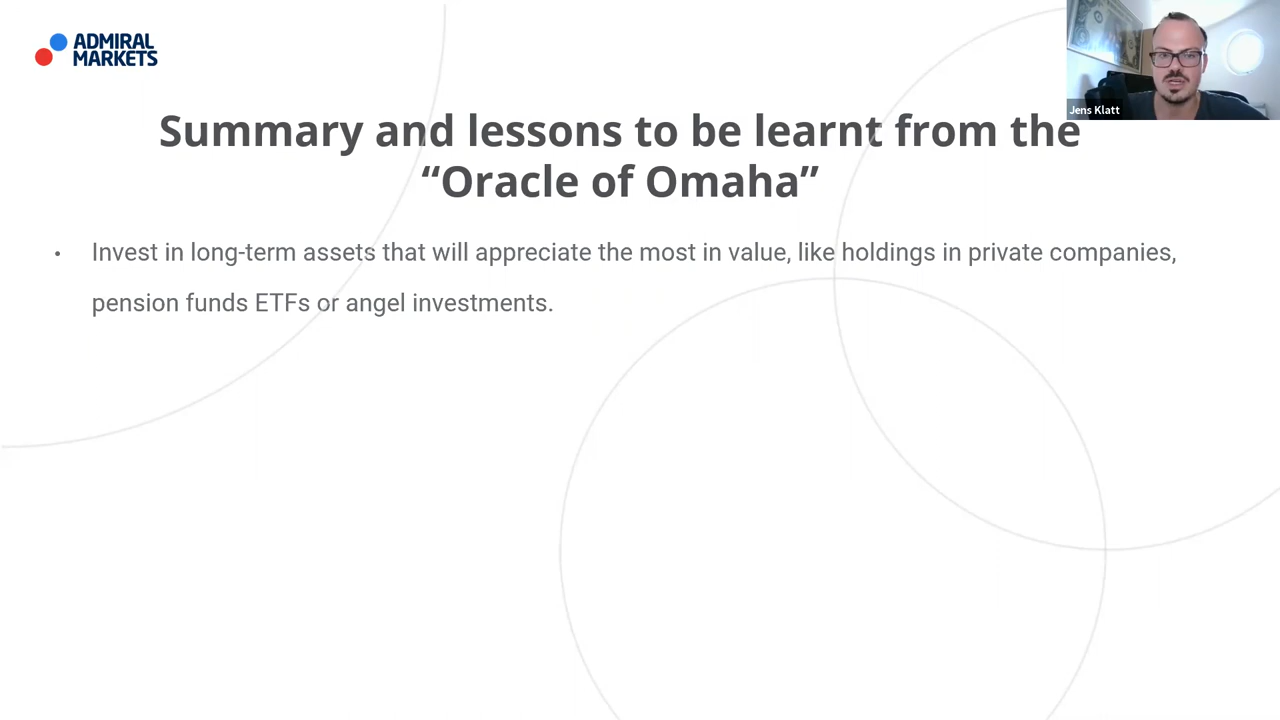 ADMIRAL
MARKETS
Jens Klatt
Summary and lessons to be learnt from the
“Oracle of Omaha”
• Invest in long-term assets that will appreciate the most in value, like holdings in private companies,
pension funds ETFs or angel investments.